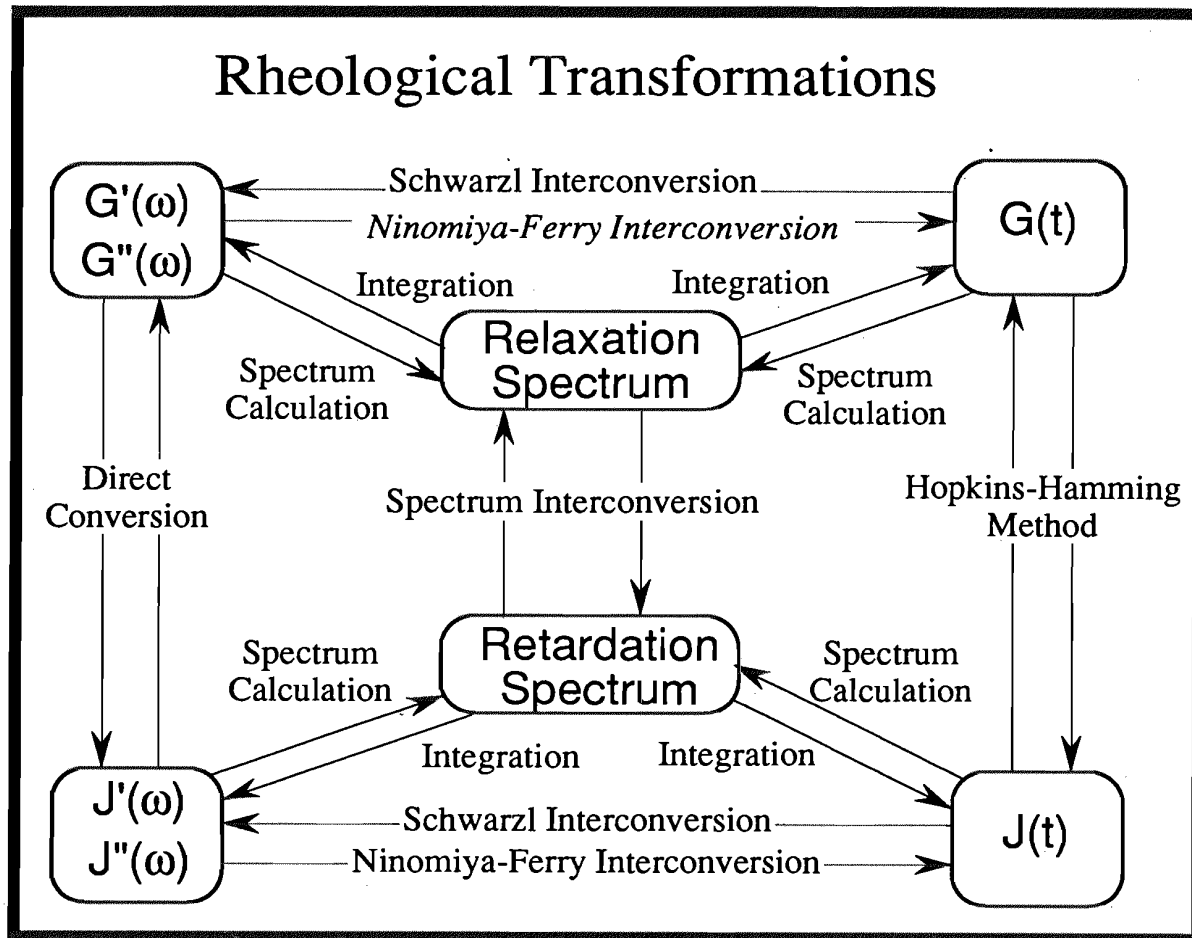 Rheological Transformations
G'(ω)
G"(ω)
Schwarzl Interconversion
Ninomiya-Ferry Interconversion
G(t)
Integration
Integration
Relaxation
Spectrum
Spectrum
Calculation
Spectrum
Calculation
Direct
Conversion
Spectrum Interconversion
Hopkins-Hamming
Method
Spectrum
Calculation
Retardation
Spectrum
Spectrum
Calculation
Integration
Integration
J'(ω)
J"(ω)
Schwarzl Interconversion
Ninomiya-Ferry Interconversion
J(t)